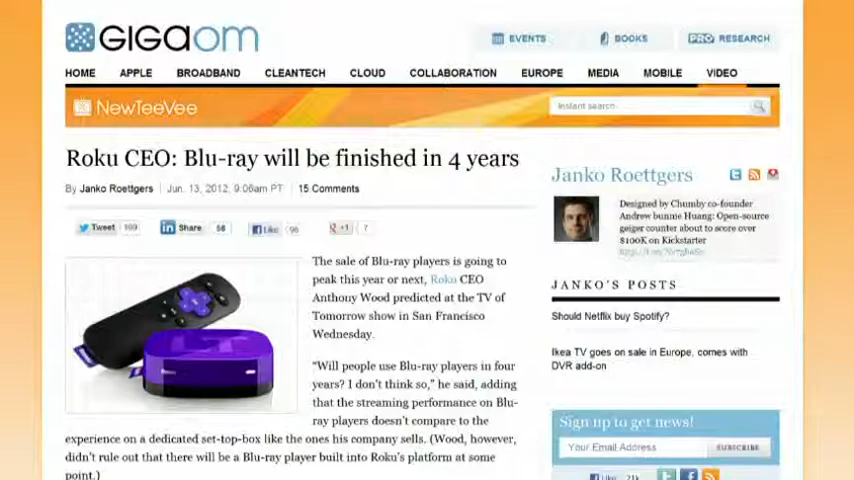 GIGAOM
EVENTS
BOOKS
PRO RESEARCH
HOME APPLE BROADBAND CLEANTECH CLOUD COLLABORATION EUROPE MEDIA MOBILE VIDEO
NewTeeVee
Instant search
Roku CEO: Blu-ray will be finished in 4 years
By Janko Roettgers Jun. 13, 2012, 9:06am PT 15 Comments
Tweet
Share 56
Like 96
+1 7
The sale of Blu-ray players is going to
peak this year or next, Roku CEO
Anthony Wood predicted at the TV of
Tomorrow show in San Francisco
Wednesday.
“Will people use Blu-ray players in four
years? I don’t think so,” he said, adding
that the streaming performance on Blu-
ray players doesn’t compare to the
experience on a dedicated set-top-box like the ones his company sells. (Wood, however,
didn’t rule out that there will be a Blu-ray player built into Roku’s platform at some
point.)
Janko Roettgers
Designed by Chumby co-founder
Andrew bunnie Huang: Open-source
geiger counter about to score over
$100K on Kickstarter
JANKO'S POSTS
Should Netflix buy Spotify?
Ikea TV goes on sale in Europe, comes with
DVR add-on
Sign up to get news!
Your Email Address
SUBSCRIBE
Like 21k